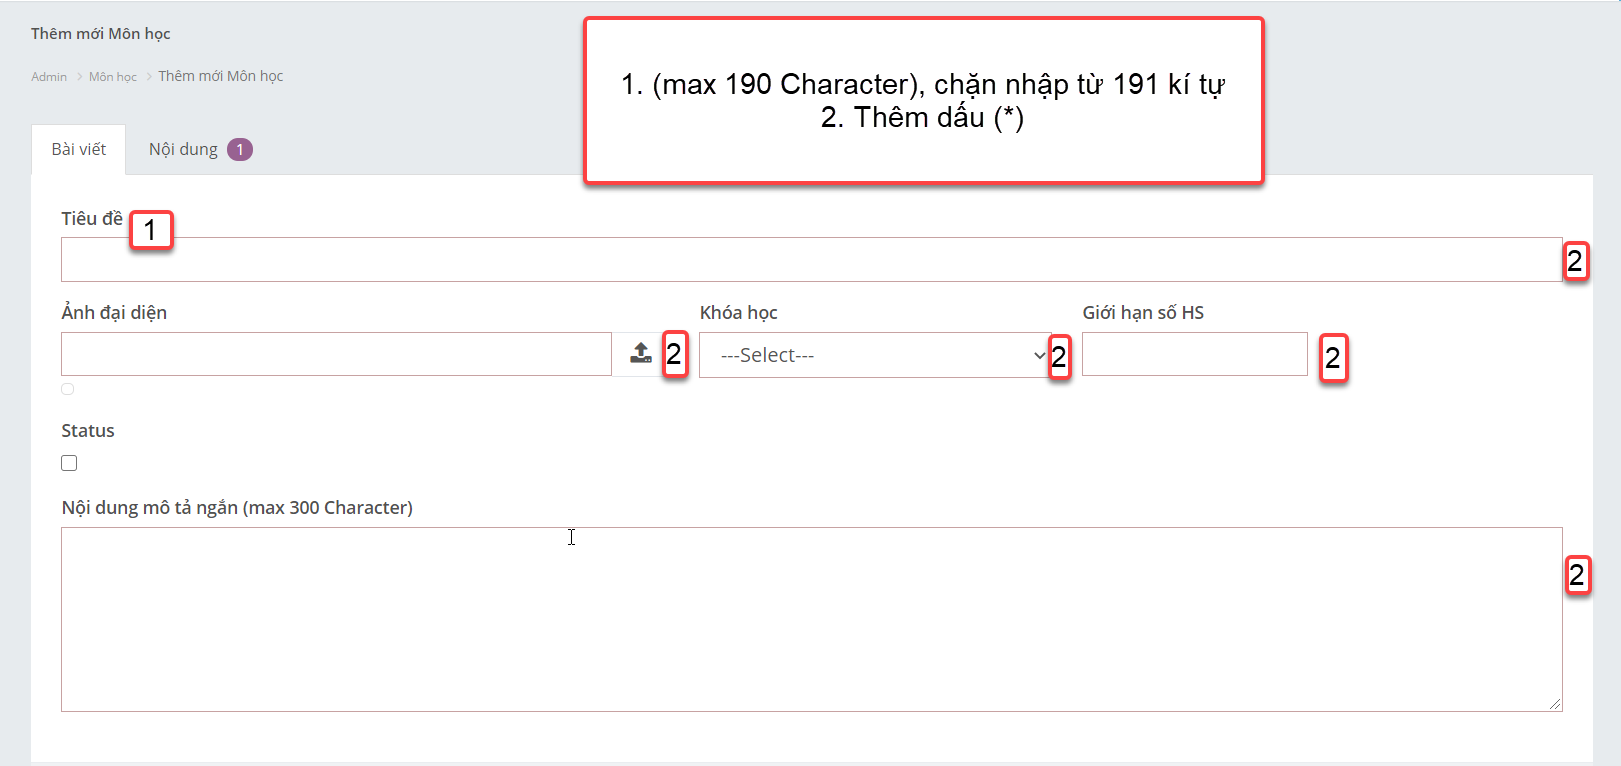 Thêm mới Môn học
Admin > Môn học > Thêm mới Môn học
1. (max 190 Character), chặn nhập từ 191 kí tự
2. Thêm dấu (*)
Bài viết
Nội dung 1
Tiêu đề
1
2
Ảnh đại diện
2
Khóa học
---Select---
2
Giới hạn số HS
2
Status
Nội dung mô tả ngắn (max 300 Character)
2